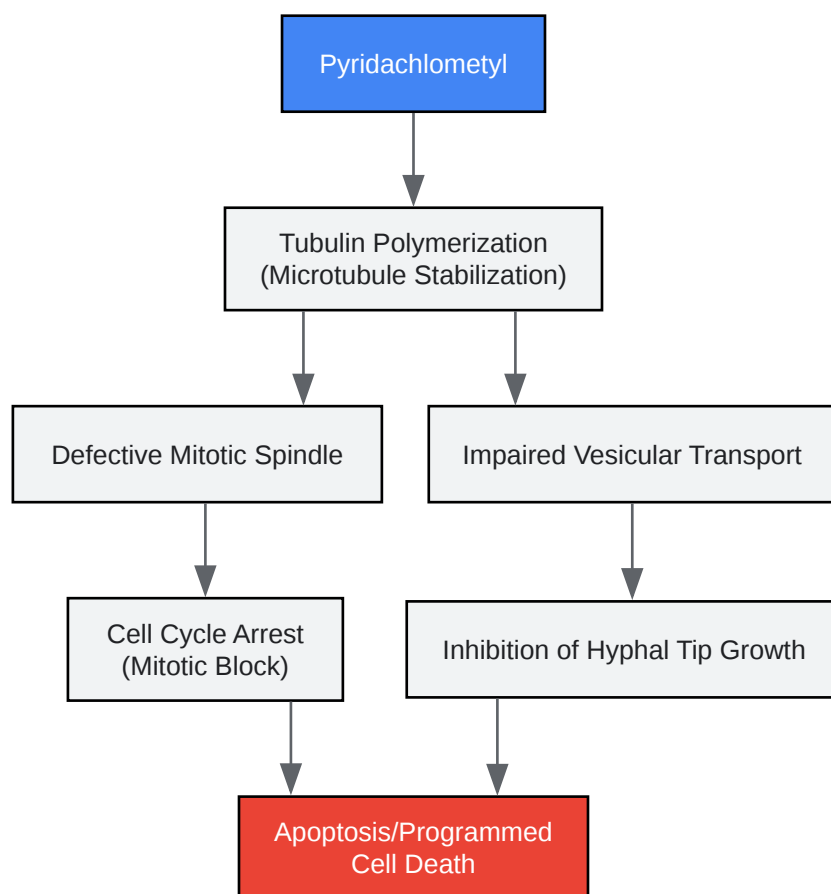 Pyridachlometyl
Tubulin Polymerization
(Microtubule Stabilization)
Defective Mitotic Spindle
Impaired Vesicular Transport
Cell Cycle Arrest
(Mitotic Block)
Inhibition of Hyphal Tip Growth
Apoptosis/Programmed
Cell Death